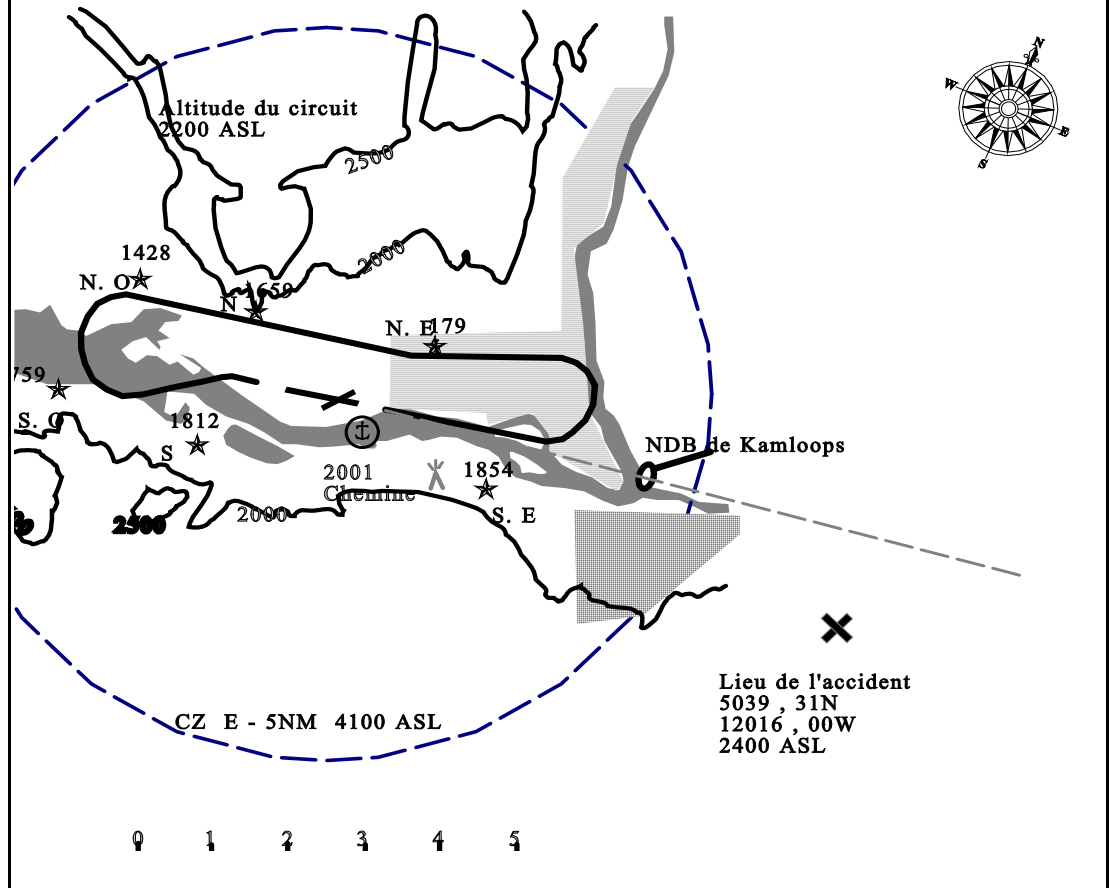 N
W
E
S
Altitude du circuit
2200 ASL
2500
2000
1428
N. O
N 1659
N. E 179
759
S. O
1812
S
2001
Chemine
1854
S. E
NDB de Kamloops
2500
2000
Lieu de l'accident
5039 , 31N
12016 , 00W
2400 ASL
CZ E - 5NM 4100 ASL
0 1 2 3 4 5